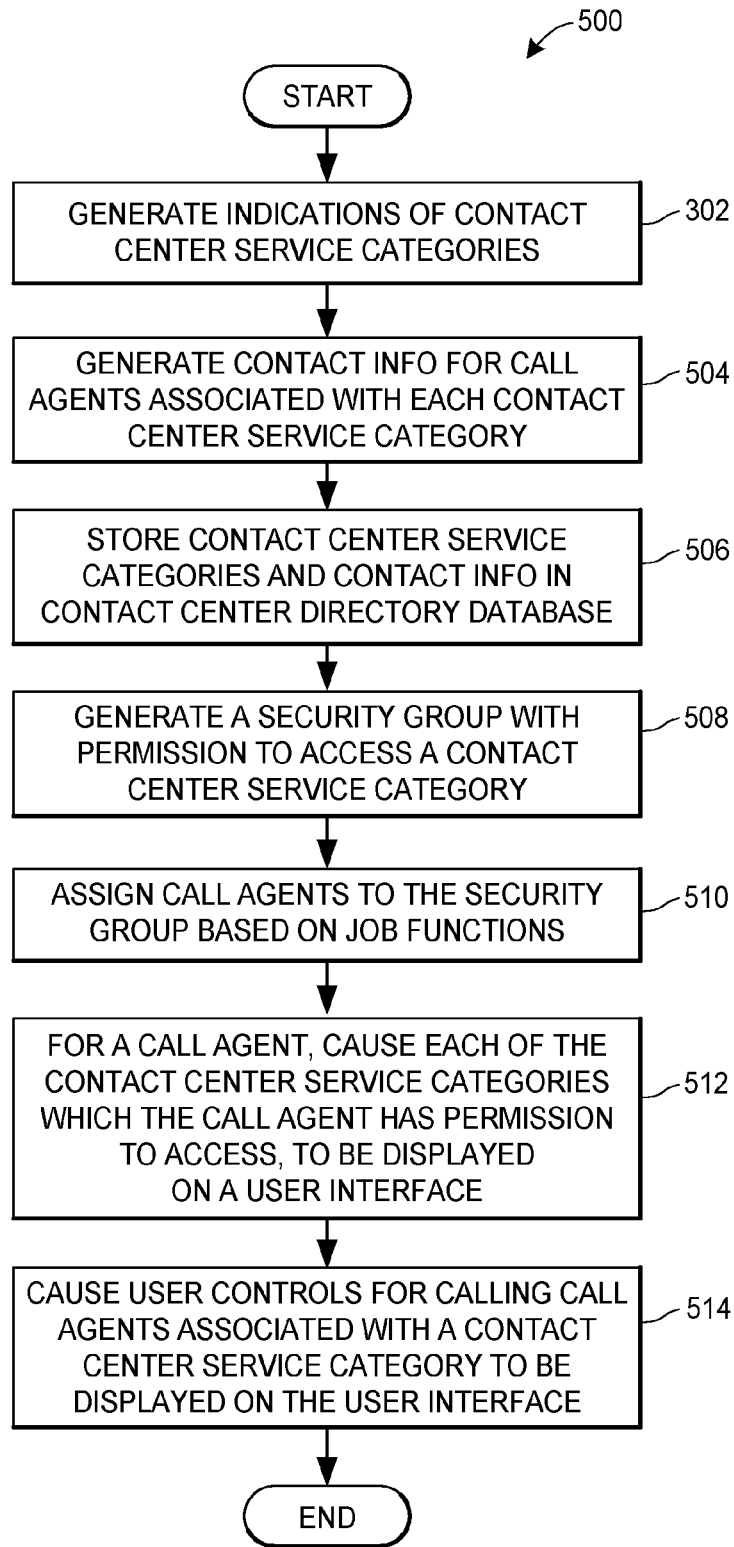 500
START
GENERATE INDICATIONS OF CONTACT
CENTER SERVICE CATEGORIES
302
GENERATE CONTACT INFO FOR CALL
AGENTS ASSOCIATED WITH EACH CONTACT
CENTER SERVICE CATEGORY
504
STORE CONTACT CENTER SERVICE
CATEGORIES AND CONTACT INFO IN
CONTACT CENTER DIRECTORY DATABASE
506
GENERATE A SECURITY GROUP WITH
PERMISSION TO ACCESS A CONTACT
CENTER SERVICE CATEGORY
508
ASSIGN CALL AGENTS TO THE SECURITY
GROUP BASED ON JOB FUNCTIONS
510
FOR A CALL AGENT, CAUSE EACH OF THE
CONTACT CENTER SERVICE CATEGORIES
WHICH THE CALL AGENT HAS PERMISSION
TO ACCESS, TO BE DISPLAYED
ON A USER INTERFACE
512
CAUSE USER CONTROLS FOR CALLING CALL
AGENTS ASSOCIATED WITH A CONTACT
CENTER SERVICE CATEGORY TO BE
DISPLAYED ON THE USER INTERFACE
514
END